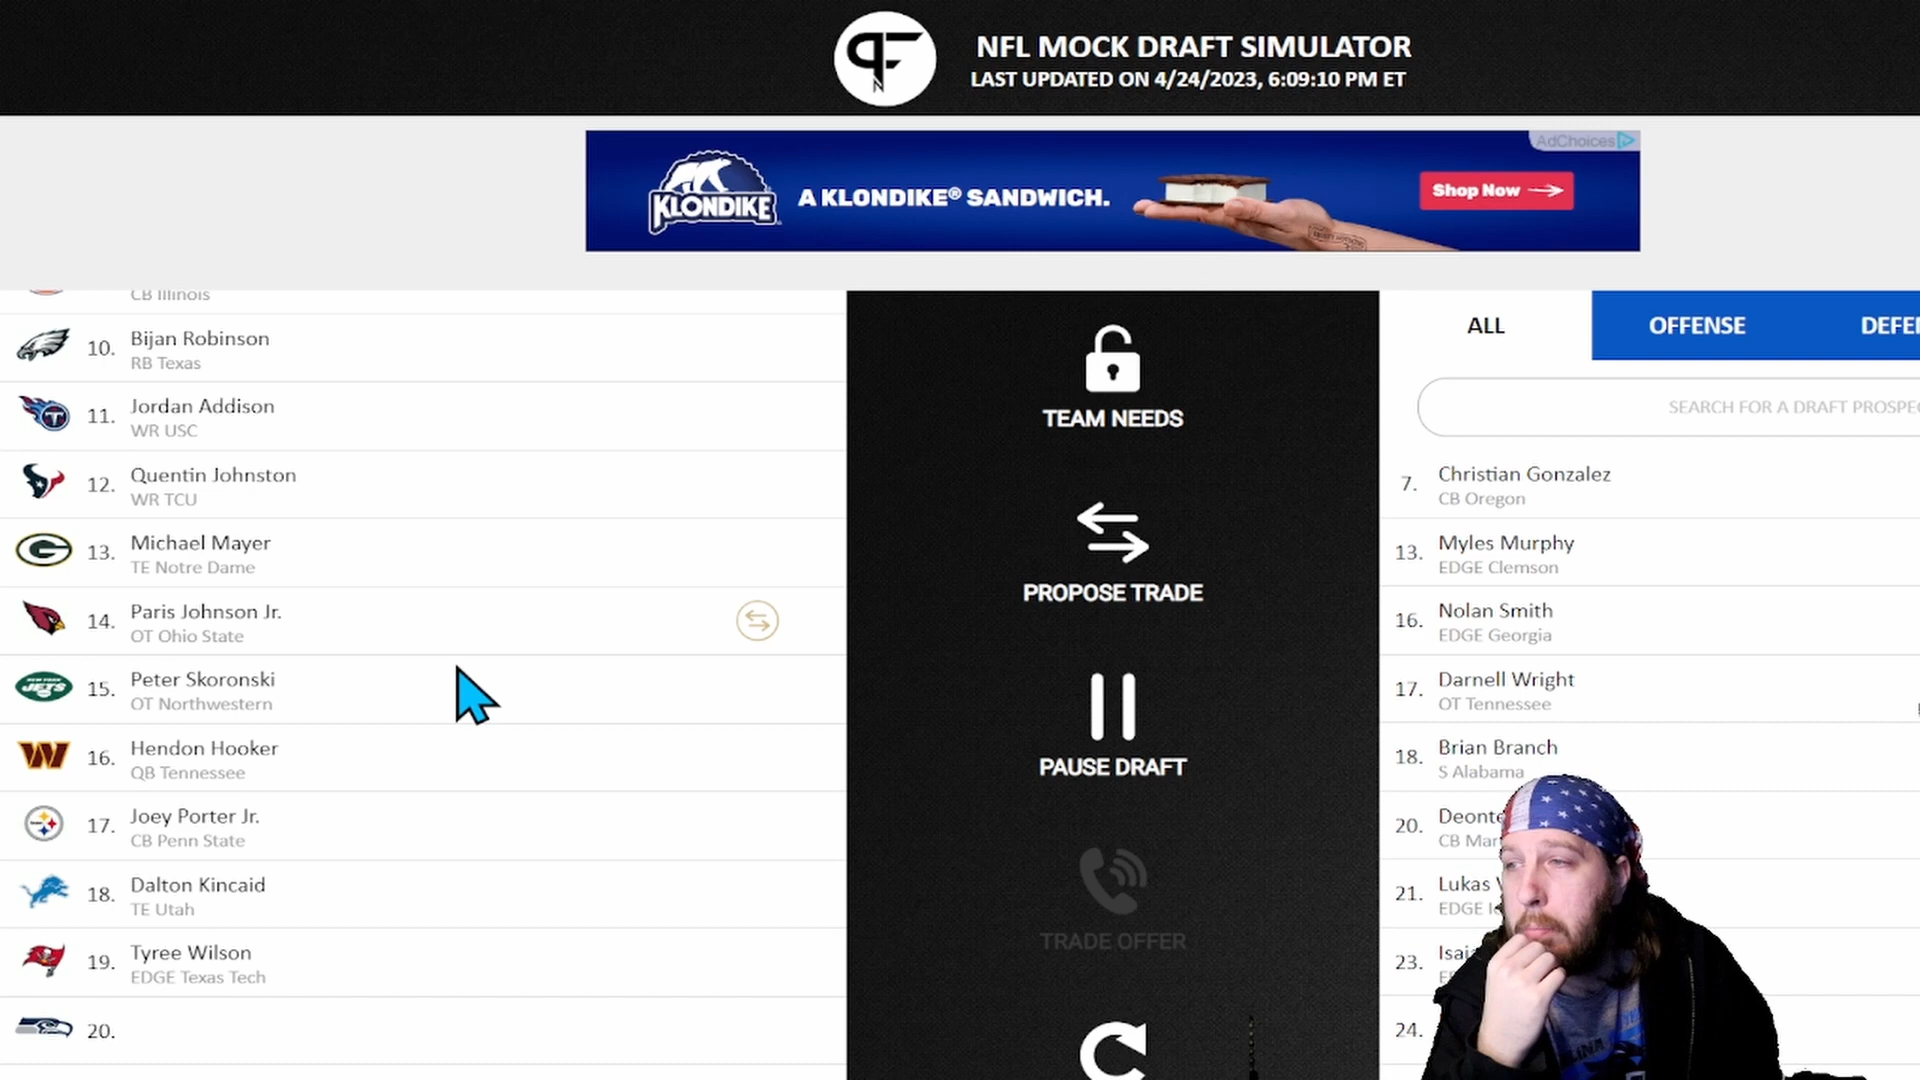 NFL MOCK DRAFT SIMULATOR
LAST UPDATED ON 4/24/2023, 6:09:10 PM ET
AdChoices
KLONDIKE
A KLONDIKE® SANDWICH.
Shop Now
CB Illinois
10. Bijan Robinson
RB Texas
11. Jordan Addison
WR USC
12. Quentin Johnston
WR TCU
13. Michael Mayer
TE Notre Dame
14. Paris Johnson Jr.
OT Ohio State
15. Peter Skoronski
OT Northwestern
16. Hendon Hooker
QB Tennessee
17. Joey Porter Jr.
CB Penn State
18. Dalton Kincaid
TE Utah
19. Tyree Wilson
EDGE Texas Tech
20.
TEAM NEEDS
PROPOSE TRADE
PAUSE DRAFT
TRADE OFFER
ALL
OFFENSE
DEFE
SEARCH FOR A DRAFT PROSPE
7. Christian Gonzalez
CB Oregon
13. Myles Murphy
EDGE Clemson
16. Nolan Smith
EDGE Georgia
17. Darnell Wright
OT Tennessee
18. Brian Branch
S Alabama
20. Deonte
CB Mar
21. Lukas
EDGE
23. Isai
24.